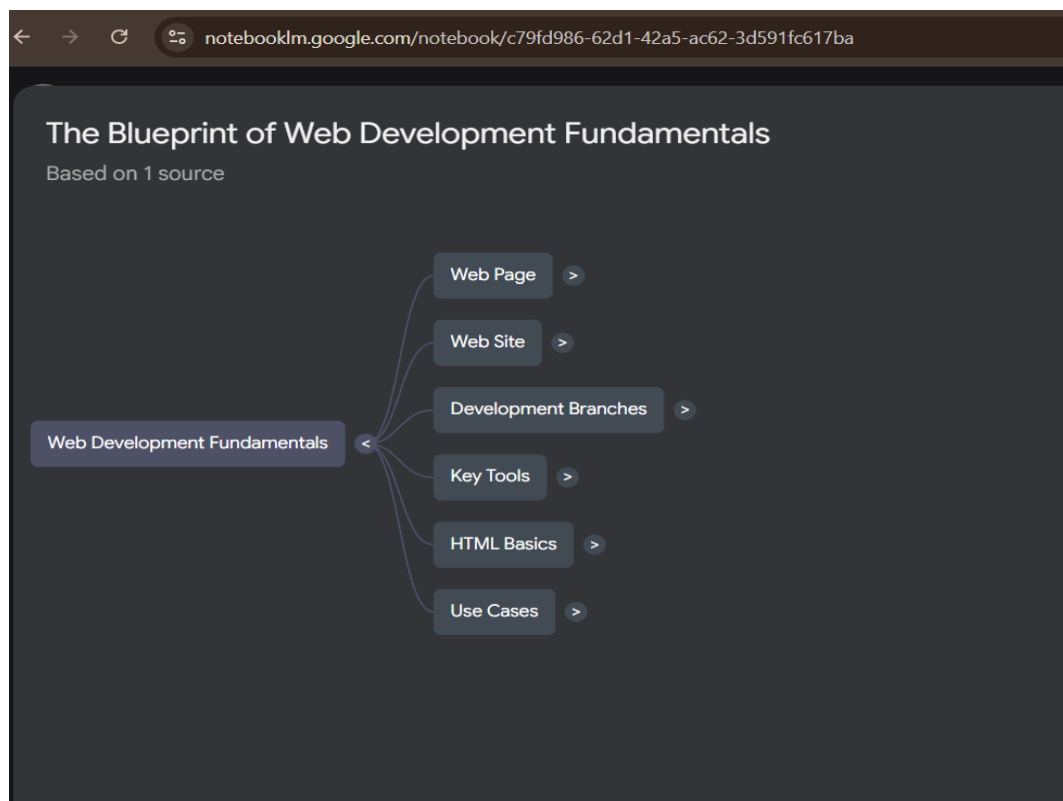 notebooklm.google.com/notebook/c79fd986-62d1-42a5-ac62-3d591fc617ba
The Blueprint of Web Development Fundamentals
Based on 1 source
Web Page >
Web Site >
Development Branches >
Web Development Fundamentals <
Key Tools >
HTML Basics >
Use Cases >